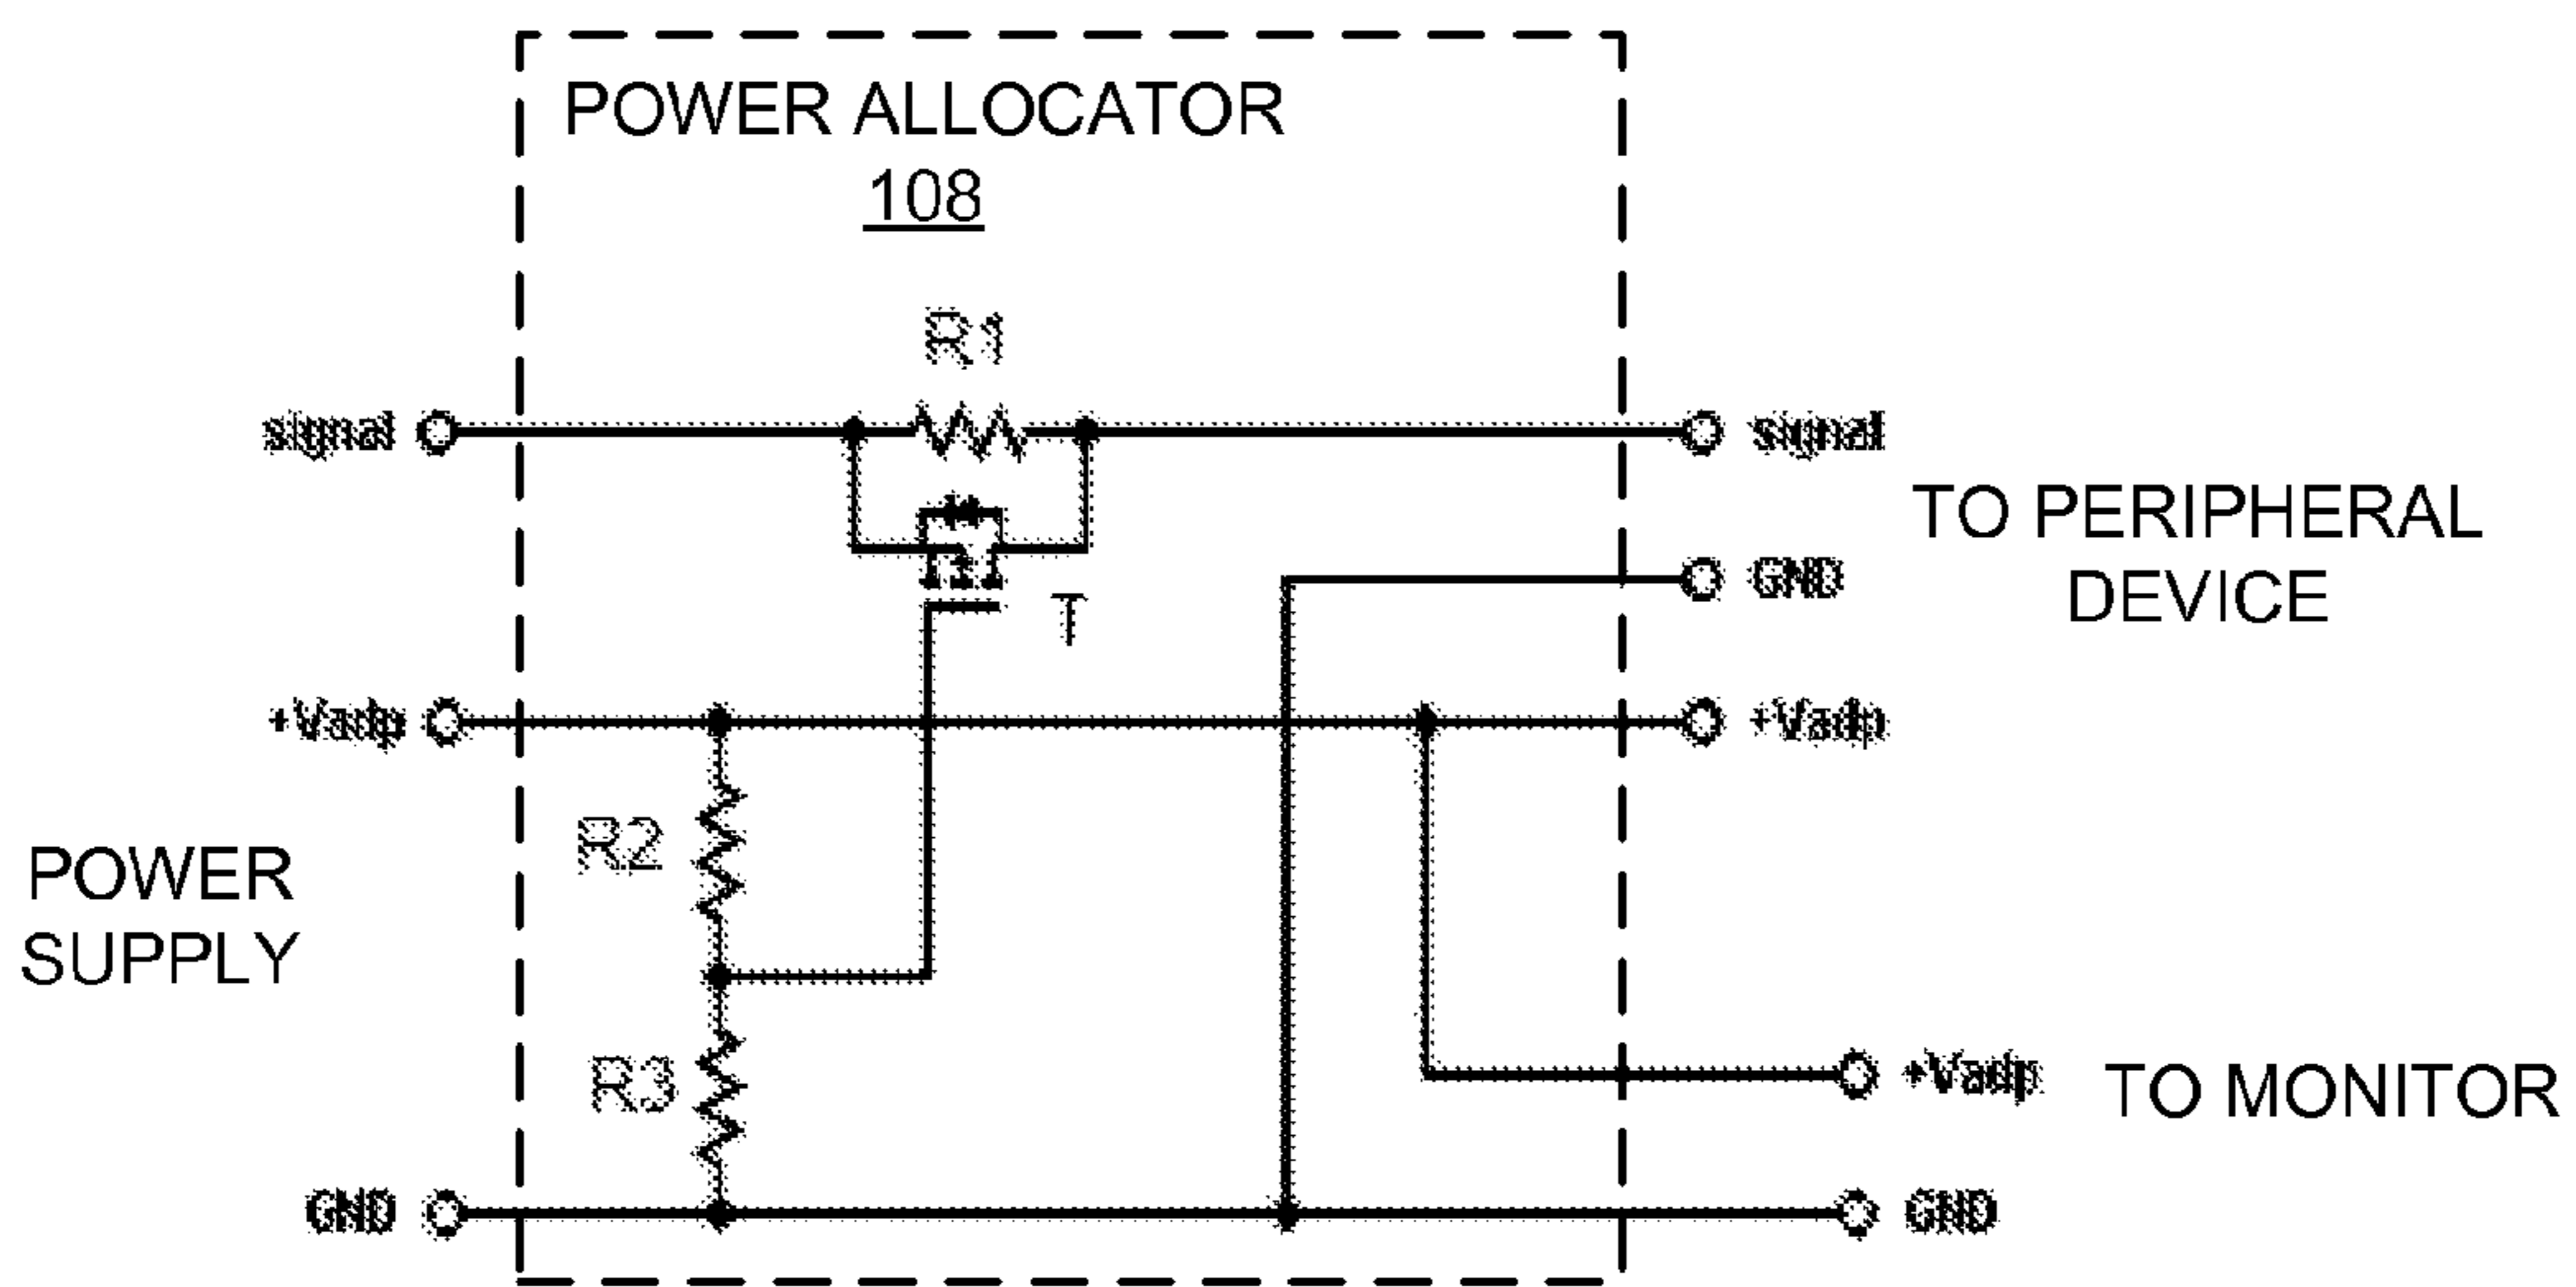 POWER ALLOCATOR
108
R1
signal
signal
TO PERIPHERAL
DEVICE
GND
T
+Vadp
+Vadp
R2
POWER
SUPPLY
R3
+Vadp
TO MONITOR
GND
GND